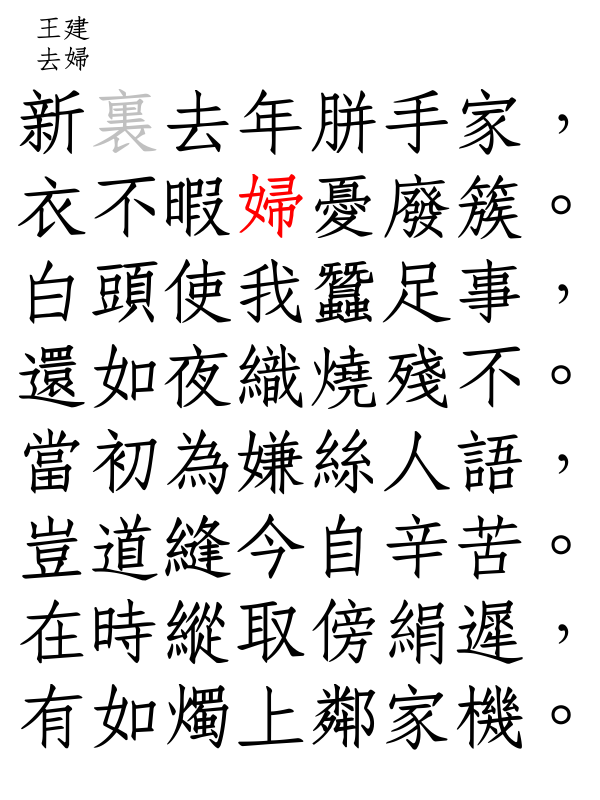 王建
去婦
新裏去年胼手家，
衣不暇婦憂廢簇。
白頭使我蠶足事，
還如夜織燒殘不。
當初為嫌絲人語，
豈道縫今自辛苦。
在時縱取傍絹遲，
有如燭上鄰家機。